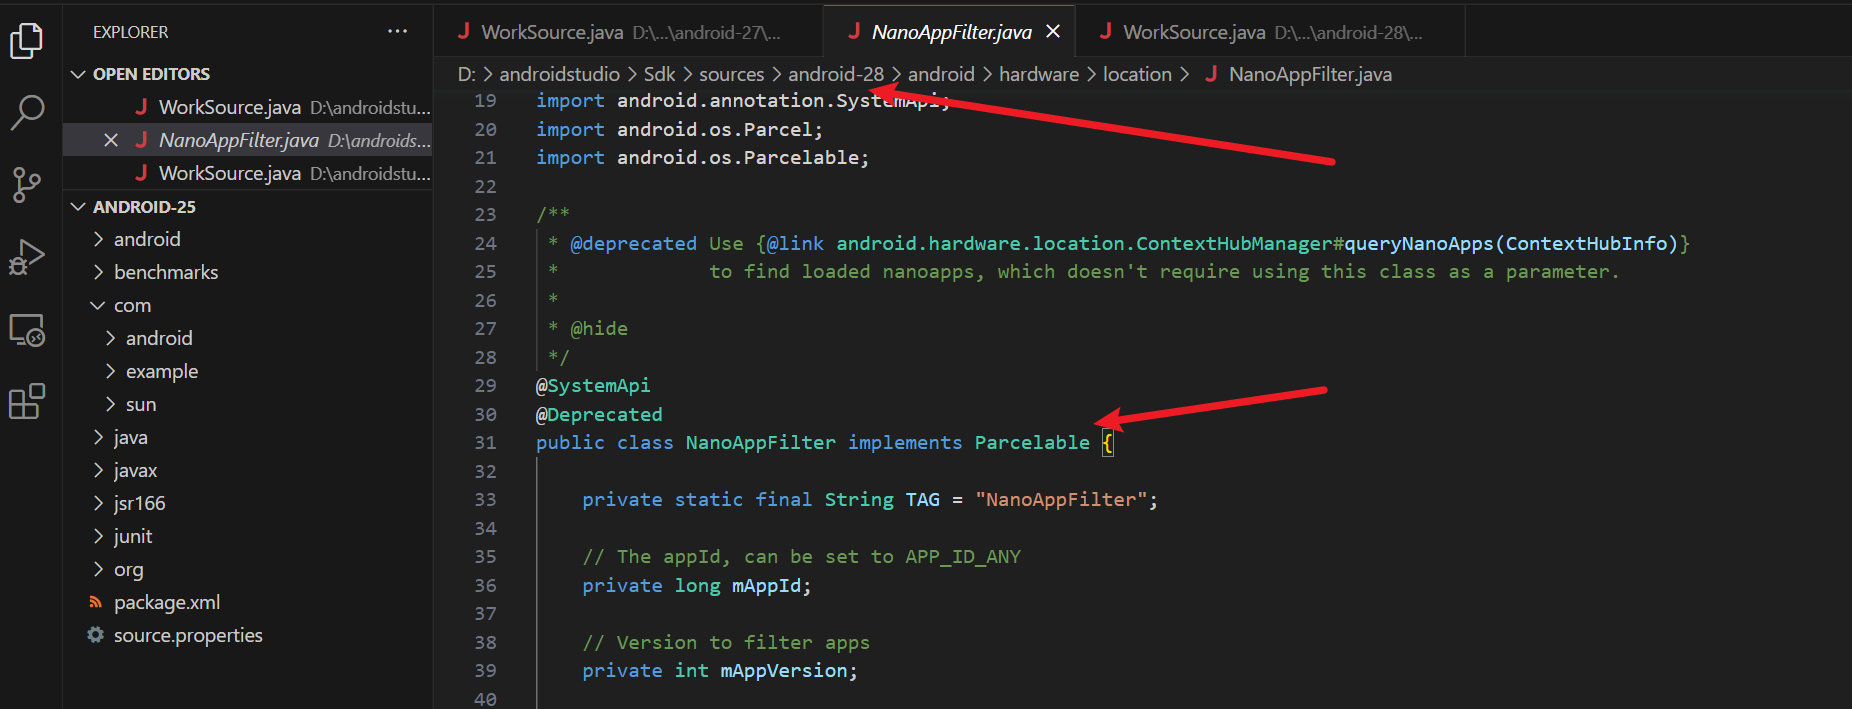 EXPLORER
OPEN EDITORS
WorkSource.java D:\androidstu...
NanoAppFilter.java D:\androids...
WorkSource.java D:\androidstu...
ANDROID-25
android
benchmarks
com
android
example
sun
java
javax
jsr166
junit
org
package.xml
source.properties
WorkSource.java D:\...\android-27\...
NanoAppFilter.java
WorkSource.java D:\...\android-28\...
D: > androidstudio > Sdk > sources > android-28 > android > hardware > location > NanoAppFilter.java
19 import android.annotation.SystemApi;
20 import android.os.Parcel;
21 import android.os.Parcelable;
22
23 /**
24 * @deprecated Use {@link android.hardware.location.ContextHubManager#queryNanoApps(ContextHubInfo)}
25 * to find loaded nanoapps, which doesn't require using this class as a parameter.
26 *
27 * @hide
28 */
29 @SystemApi
30 @Deprecated
31 public class NanoAppFilter implements Parcelable {
32
33 private static final String TAG = "NanoAppFilter";
34
35 // The appId, can be set to APP_ID_ANY
36 private long mAppId;
37
38 // Version to filter apps
39 private int mAppVersion;
40